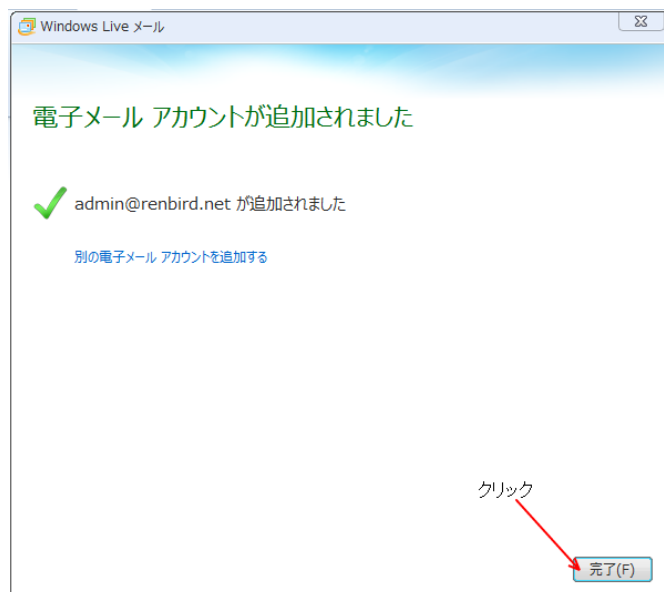 Windows Live メール
電子メール アカウントが追加されました
admin@renbird.net が追加されました
別の電子メール アカウントを追加する
クリック
完了(F)